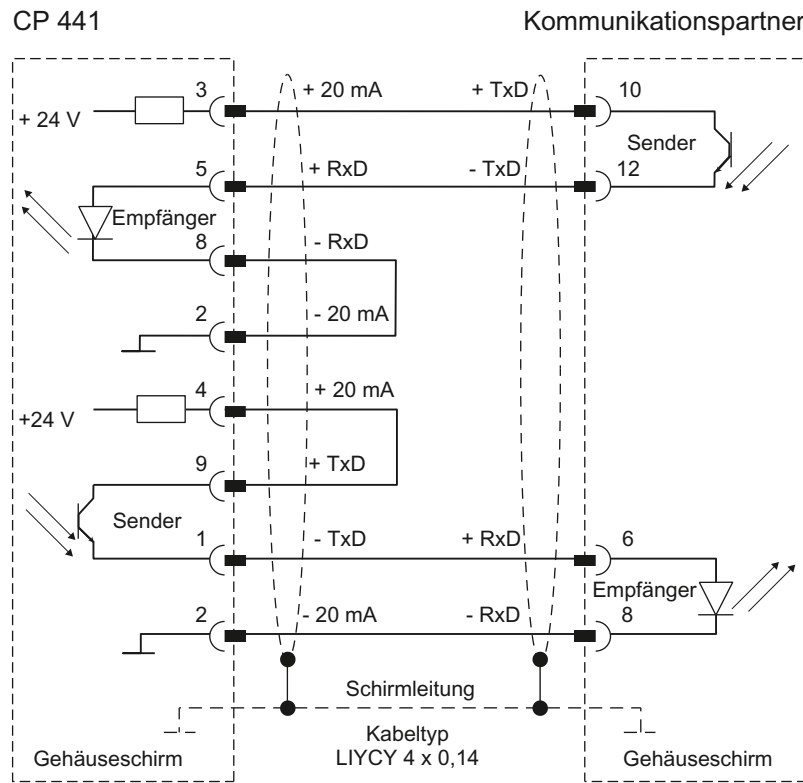 CP 441 Kommunikationspartner
3 + 20 mA + TxD 10
+ 24 V
Sender
5 + RxD - TxD 12
Empfänger
8 - RxD
2 - 20 mA
4 + 20 mA
+24 V
9 + TxD
Sender
1 - TxD + RxD 6
Empfänger
2 - 20 mA - RxD 8
Schirmleitung
Kabeltyp
LIYCY 4 x 0,14
Gehäuseschirm Gehäuseschirm